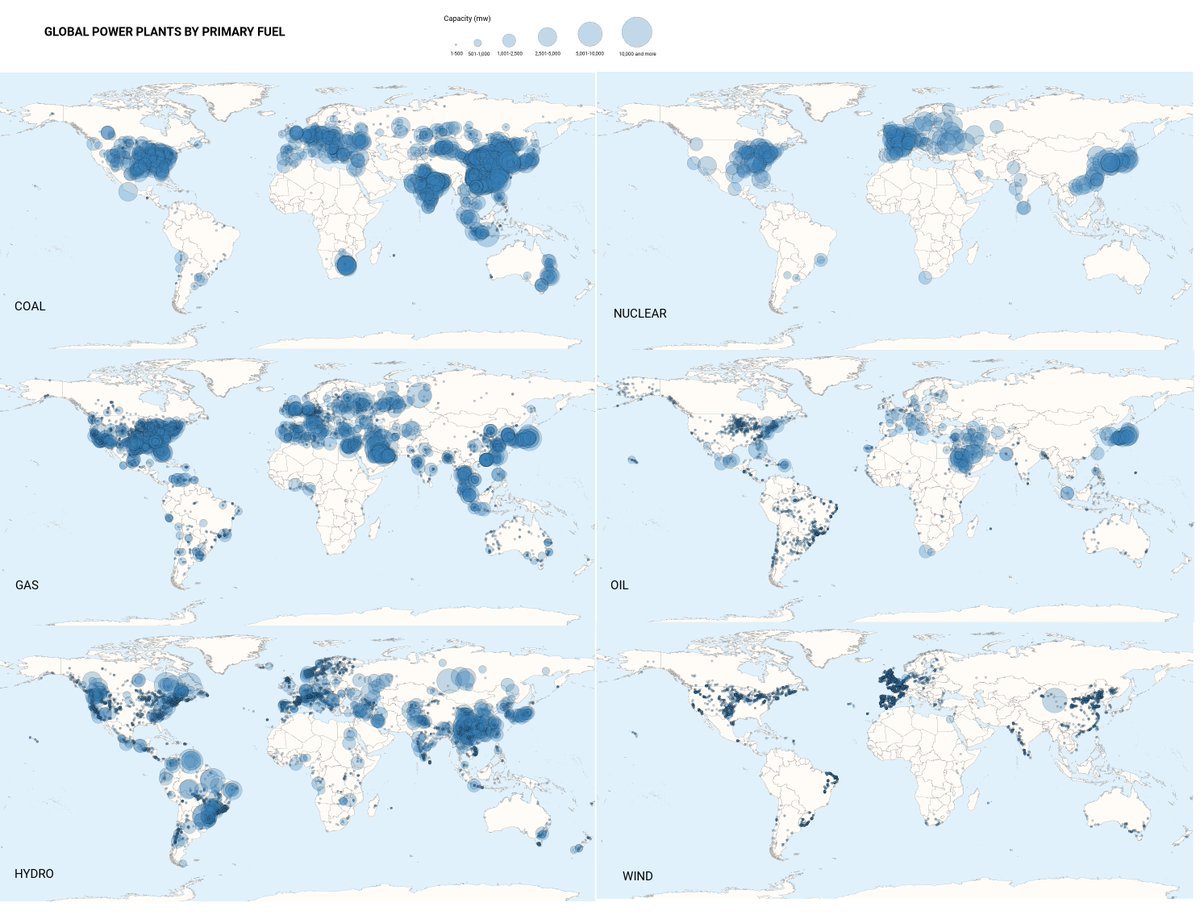 Capacity (mw)
GLOBAL POWER PLANTS BY PRIMARY FUEL
1-500 501-1,000 1,001-2,500 2,501-5,000 5,001-10,000 10,000 and more
COAL
NUCLEAR
GAS
OIL
HYDRO
WIND